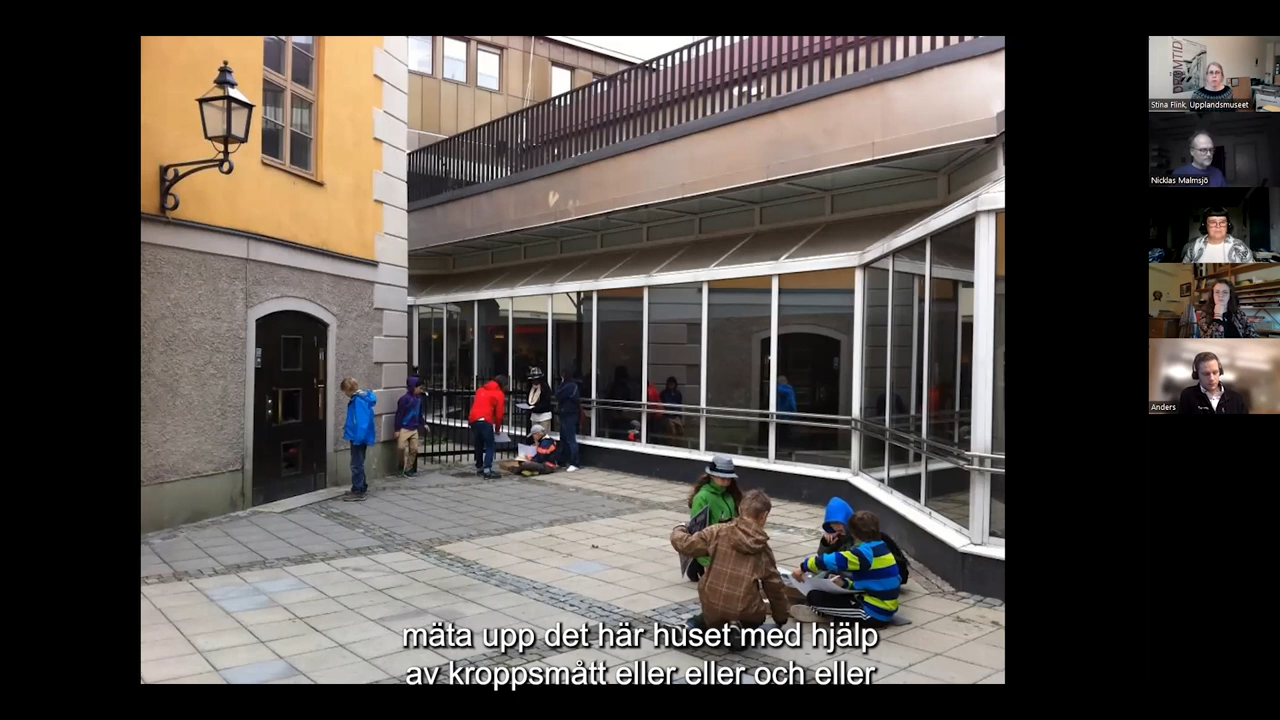 DROMTID
Stina Flink, Upplandsmuseet
Nicklas Malmsjö
Anders
mäta upp det här huset med hjälp
av kroppsmått eller eller och eller